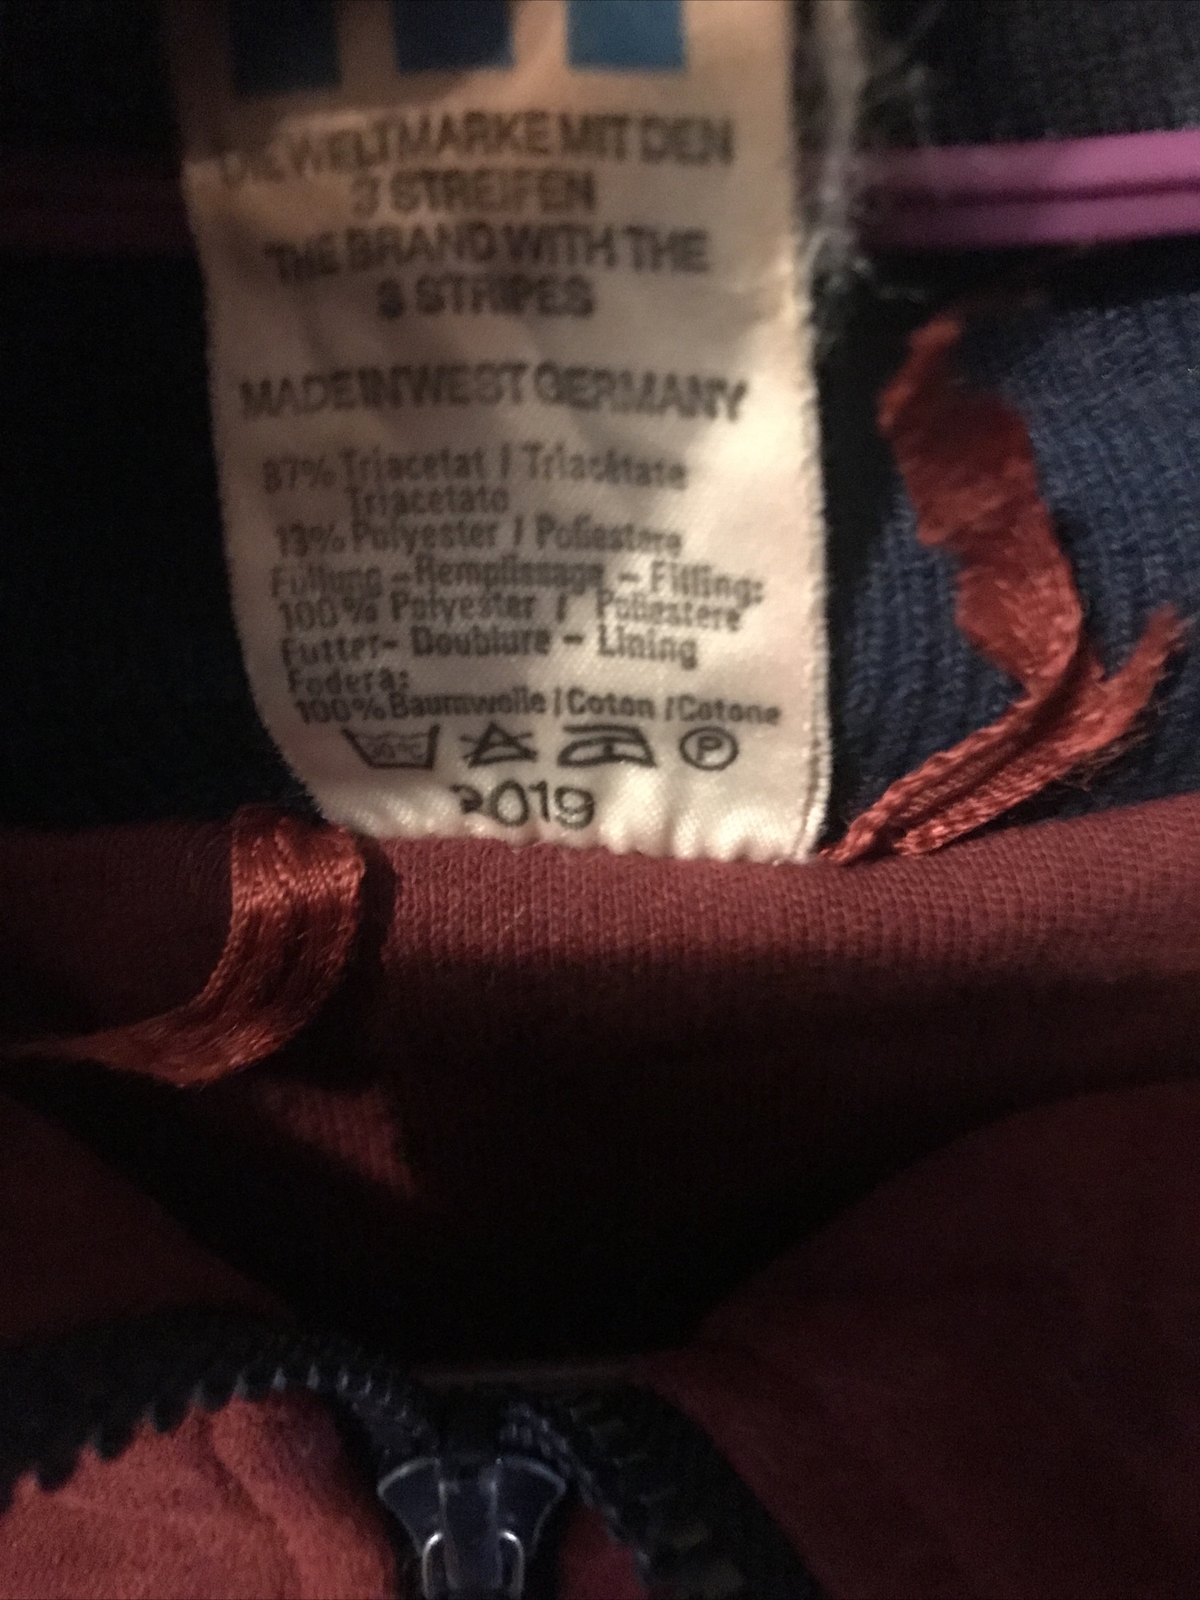 DIE WELTMARKE MIT DEN
3 STREIFEN
THE BRAND WITH THE
3 STRIPES
MADE IN WEST GERMANY
87% Triacetat / Triacétate
Triacetato
13% Polyester / Poliestere
Füllung – Remplissage – Filling:
100% Polyester / Poliestere
Futter – Doublure – Lining
Fodera:
100% Baumwolle / Coton / Cotone
30°C P
2019